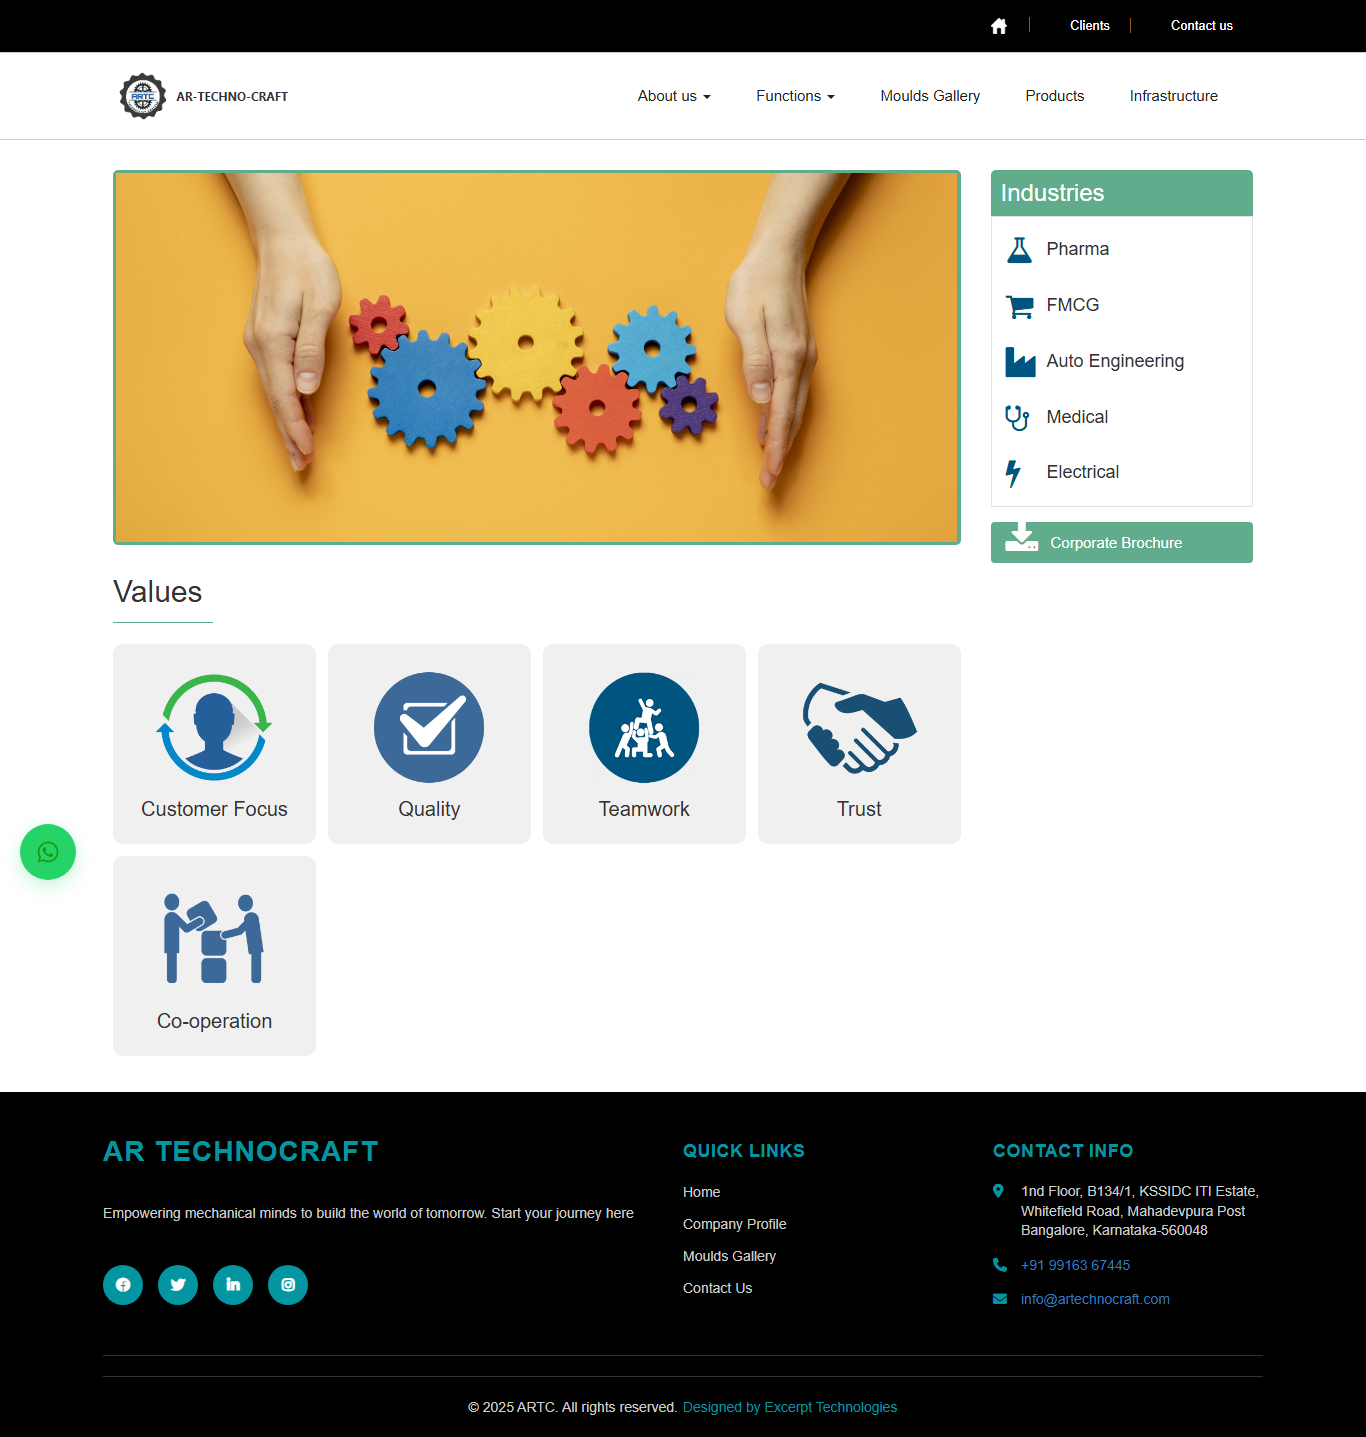 Clients
Contact us
ARTC
AR-TECHNO-CRAFT
About us
Functions
Moulds Gallery
Products
Infrastructure
Industries
Pharma
FMCG
Auto Engineering
Medical
Electrical
Corporate Brochure
Values
Customer Focus
Quality
Teamwork
Trust
Co-operation
AR TECHNOCRAFT
Empowering mechanical minds to build the world of tomorrow. Start your journey here
QUICK LINKS
Home
Company Profile
Moulds Gallery
Contact Us
CONTACT INFO
1nd Floor, B134/1, KSSIDC ITI Estate,
Whitefield Road, Mahadevpura Post
Bangalore, Karnataka-560048
+91 99163 67445
info@artechnocraft.com
© 2025 ARTC. All rights reserved. Designed by Excerpt Technologies